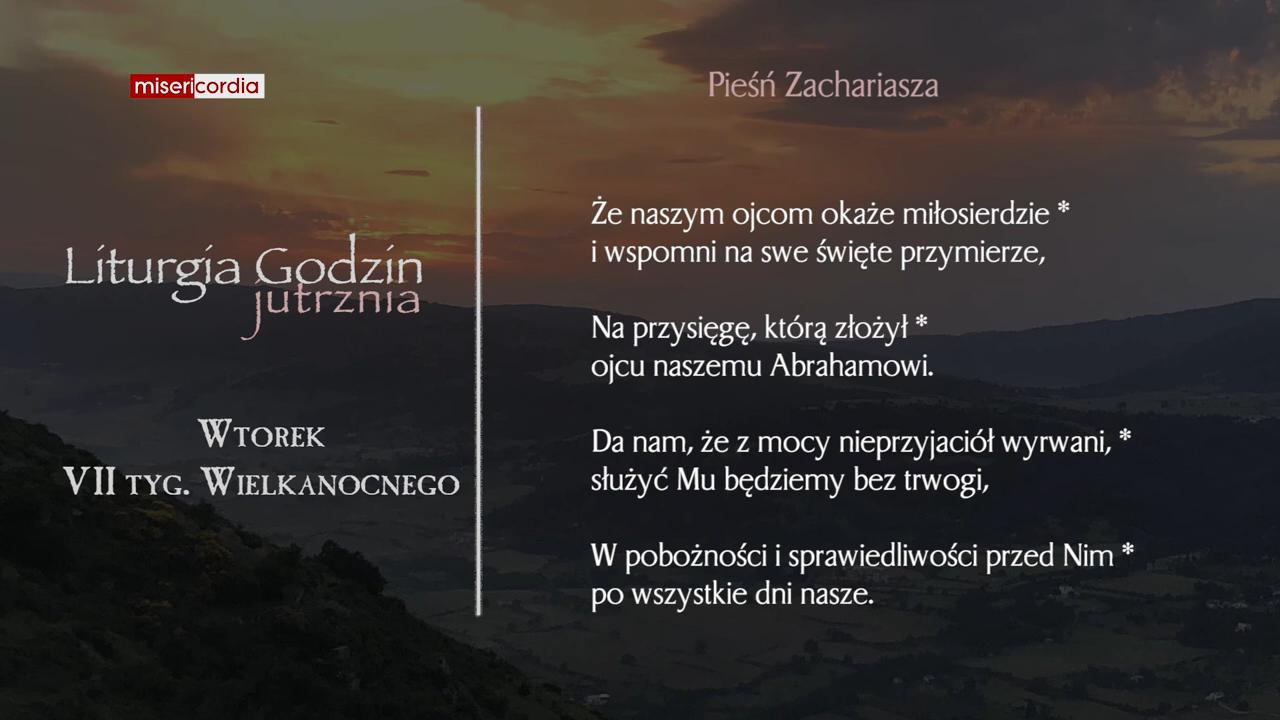 misericordia
Liturgia Godzin
jutrznia
Wtorek
VII tyg. Wielkanocnego
Pieśń Zachariasza
Że naszym ojcom okaże miłosierdzie *
i wspomni na swe święte przymierze,
Na przysięgę, którą złożył *
ojcu naszemu Abrahamowi.
Da nam, że z mocy nieprzyjaciół wyrwani, *
służyć Mu będziemy bez trwogi,
W pobożności i sprawiedliwości przed Nim *
po wszystkie dni nasze.